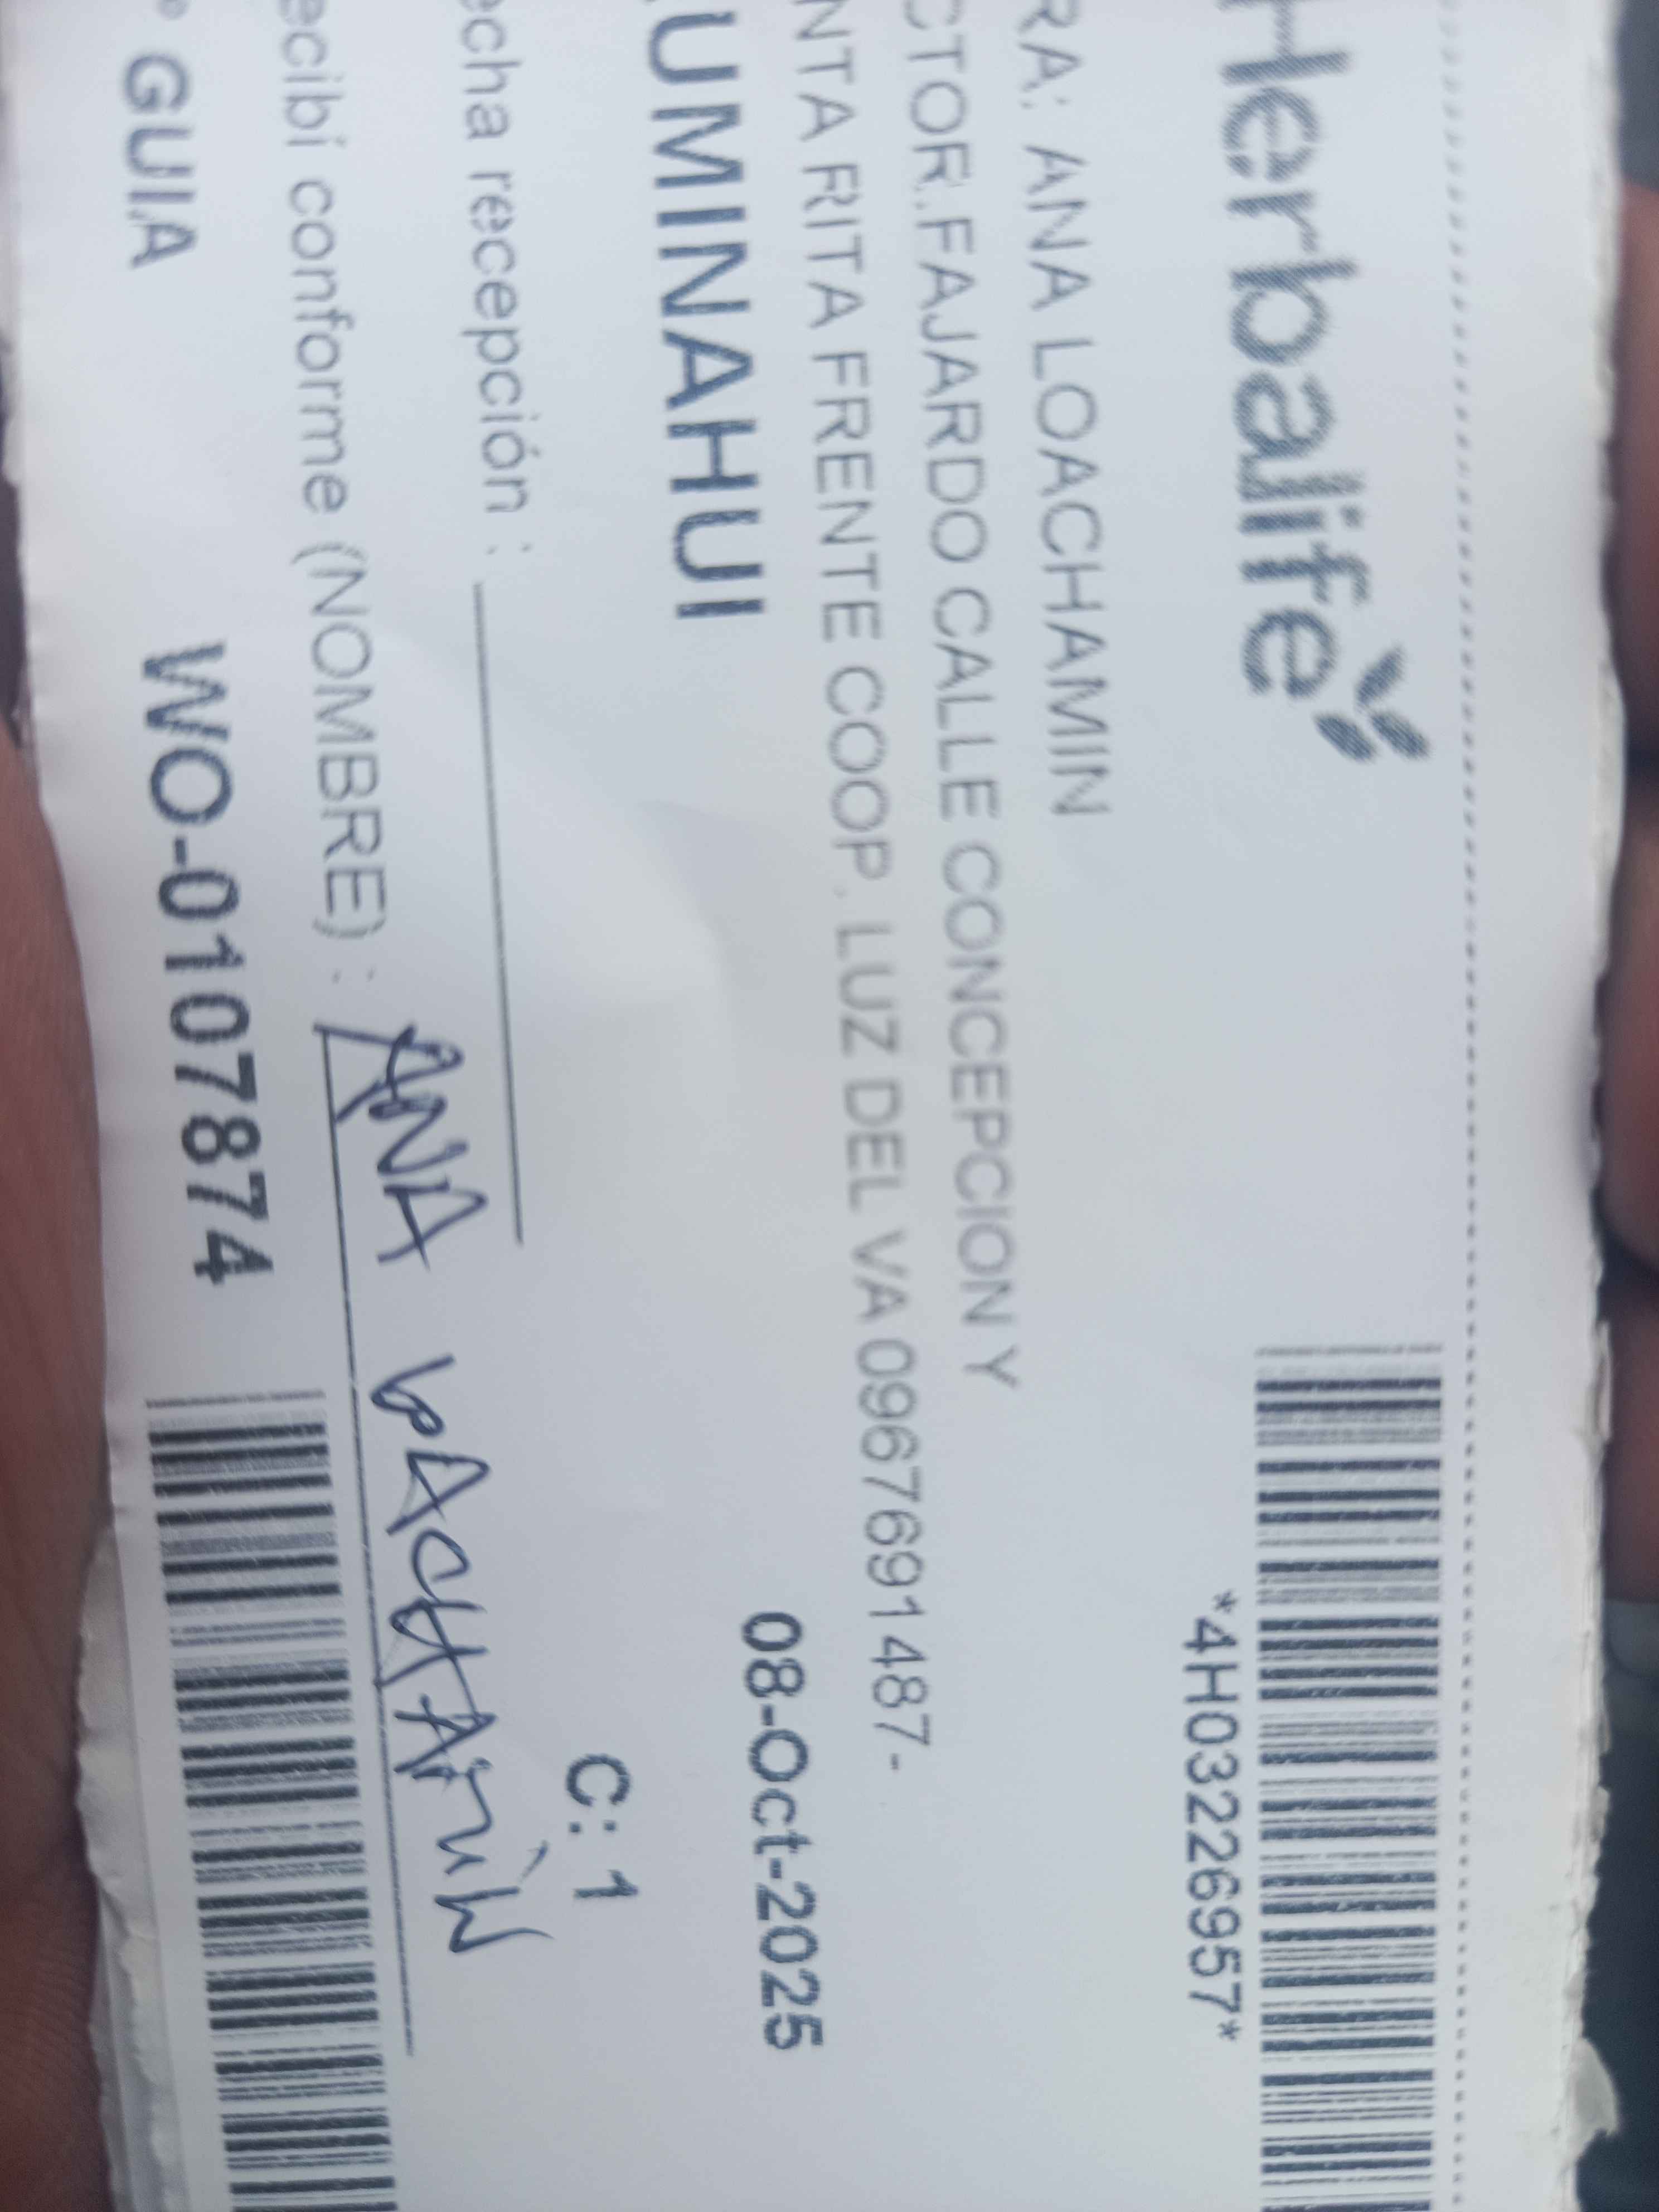 Herbalife
*4H03226957*
RA: ANA LOACHAMIN
CTOR.FAJARDO CALLE CONCEPCION Y
NTA RITA FRENTE COOP. LUZ DEL VA 0967691487-
UMINAHUI
08-Oct-2025
echa recepción :
C: 1
ecibí conforme (NOMBRE) : ANA LACHAMIN
° GUIA WO-0107874